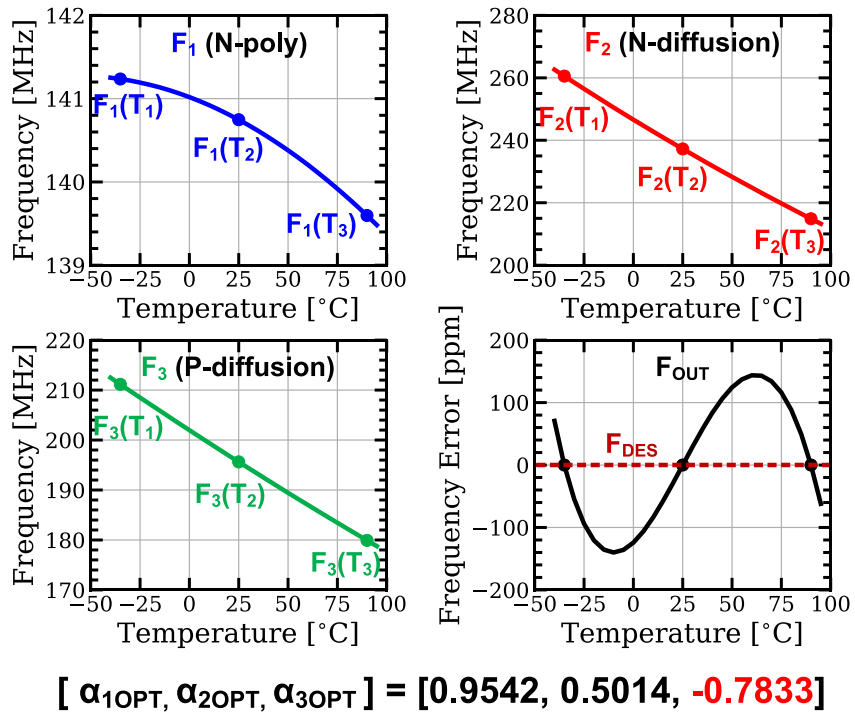 F₁ (N-poly)
Frequency [MHz]
142
141
140
139
F₁(T₁)
F₁(T₂)
F₁(T₃)
−50 −25 0 25 50 75 100
Temperature [°C]
F₂ (N-diffusion)
Frequency [MHz]
280
260
240
220
200
F₂(T₁)
F₂(T₂)
F₂(T₃)
−50 −25 0 25 50 75 100
Temperature [°C]
F₃ (P-diffusion)
Frequency [MHz]
220
210
200
190
180
170
F₃(T₁)
F₃(T₂)
F₃(T₃)
−50 −25 0 25 50 75 100
Temperature [°C]
Frequency Error [ppm]
200
100
0
−100
−200
F_OUT
F_DES
−50 −25 0 25 50 75 100
Temperature [°C]
[ α₁OPT, α₂OPT, α₃OPT ] = [0.9542, 0.5014, -0.7833]